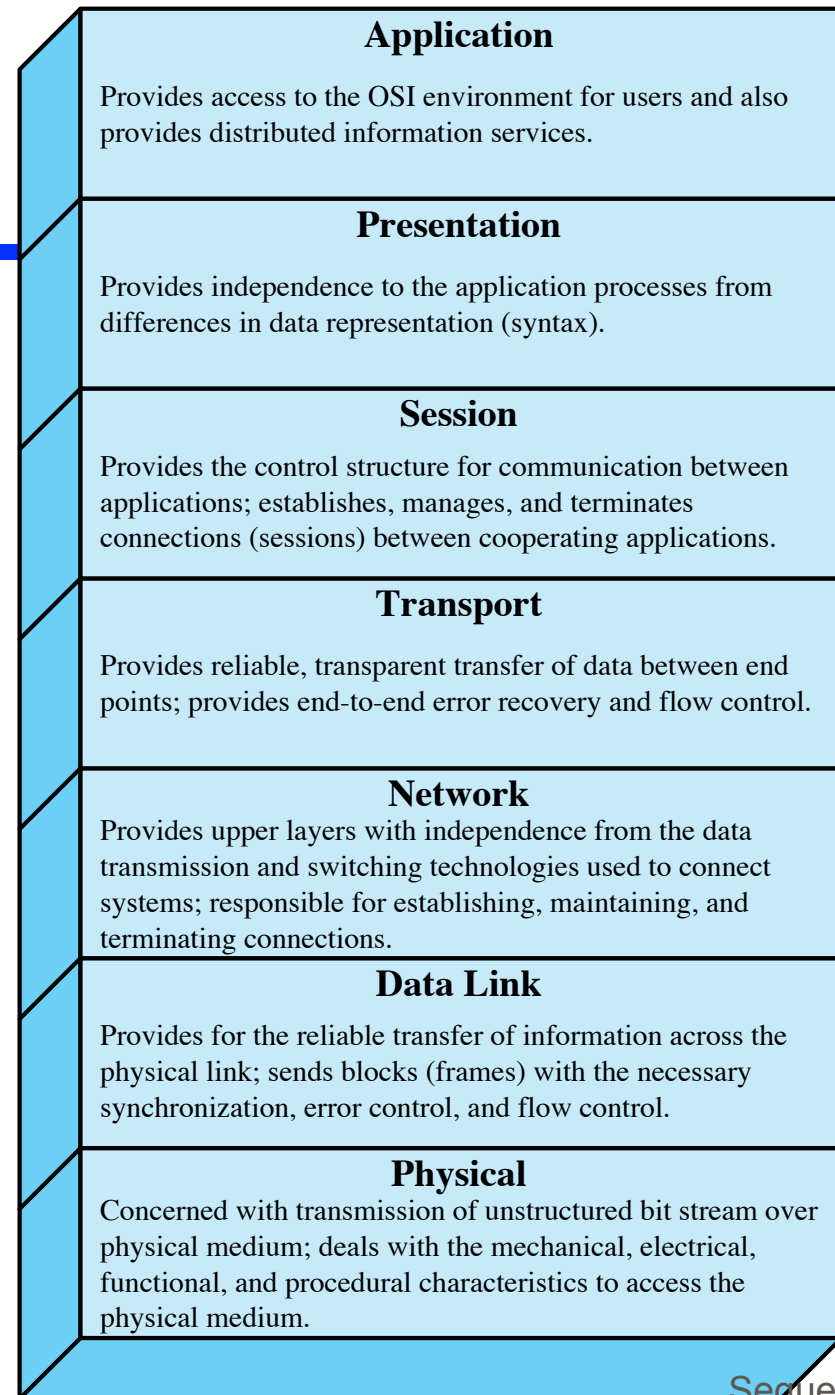 Application
Provides access to the OSI environment for users and also
provides distributed information services.
Presentation
Provides independence to the application processes from
differences in data representation (syntax).
Session
Provides the control structure for communication between
applications; establishes, manages, and terminates
connections (sessions) between cooperating applications.
Transport
Provides reliable, transparent transfer of data between end
points; provides end-to-end error recovery and flow control.
Network
Provides upper layers with independence from the data
transmission and switching technologies used to connect
systems; responsible for establishing, maintaining, and
terminating connections.
Data Link
Provides for the reliable transfer of information across the
physical link; sends blocks (frames) with the necessary
synchronization, error control, and flow control.
Physical
Concerned with transmission of unstructured bit stream over
physical medium; deals with the mechanical, electrical,
functional, and procedural characteristics to access the
physical medium.